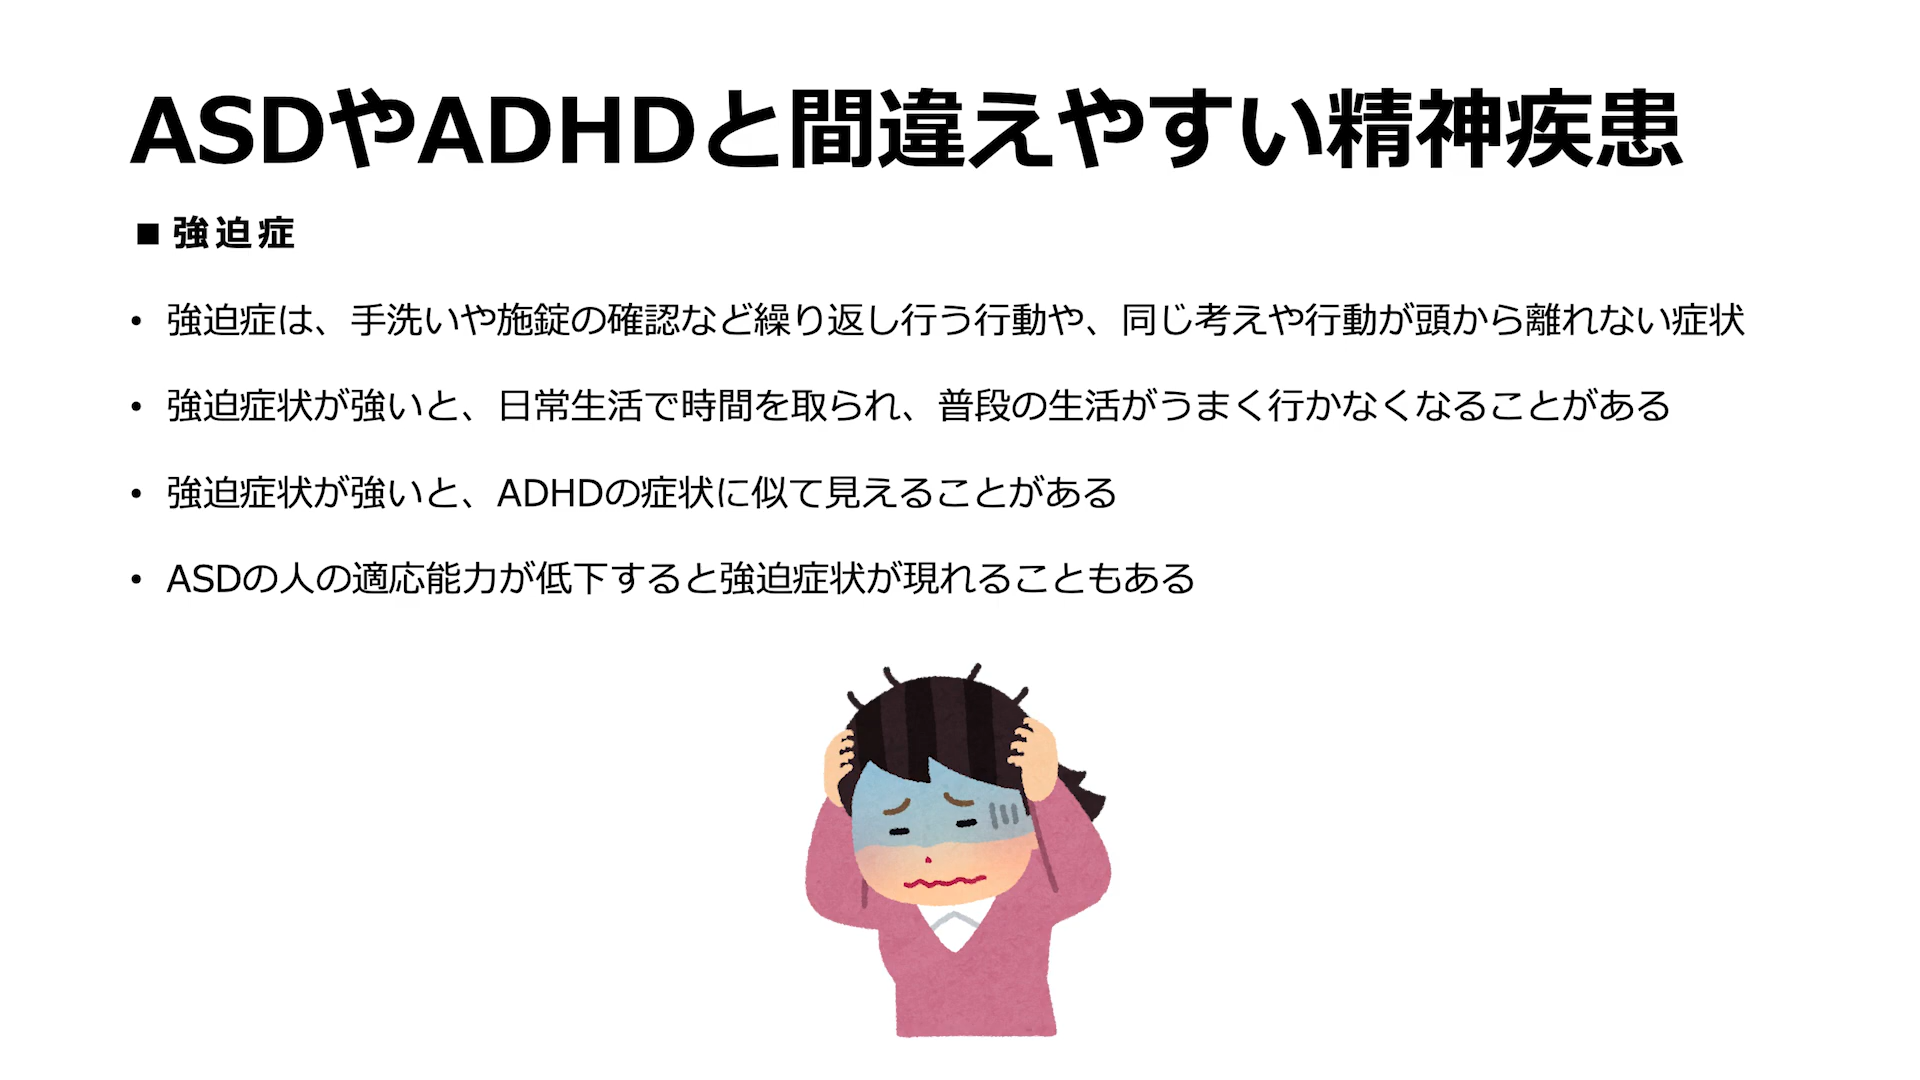 ASDやADHDと間違えやすい精神疾患
■ 強迫症
• 強迫症は、手洗いや施錠の確認など繰り返し行う行動や、同じ考えや行動が頭から離れない症状
• 強迫症状が強いと、日常生活で時間を取られ、普段の生活がうまく行かなくなることがある
• 強迫症状が強いと、ADHDの症状に似て見えることがある
• ASDの人の適応能力が低下すると強迫症状が現れることもある